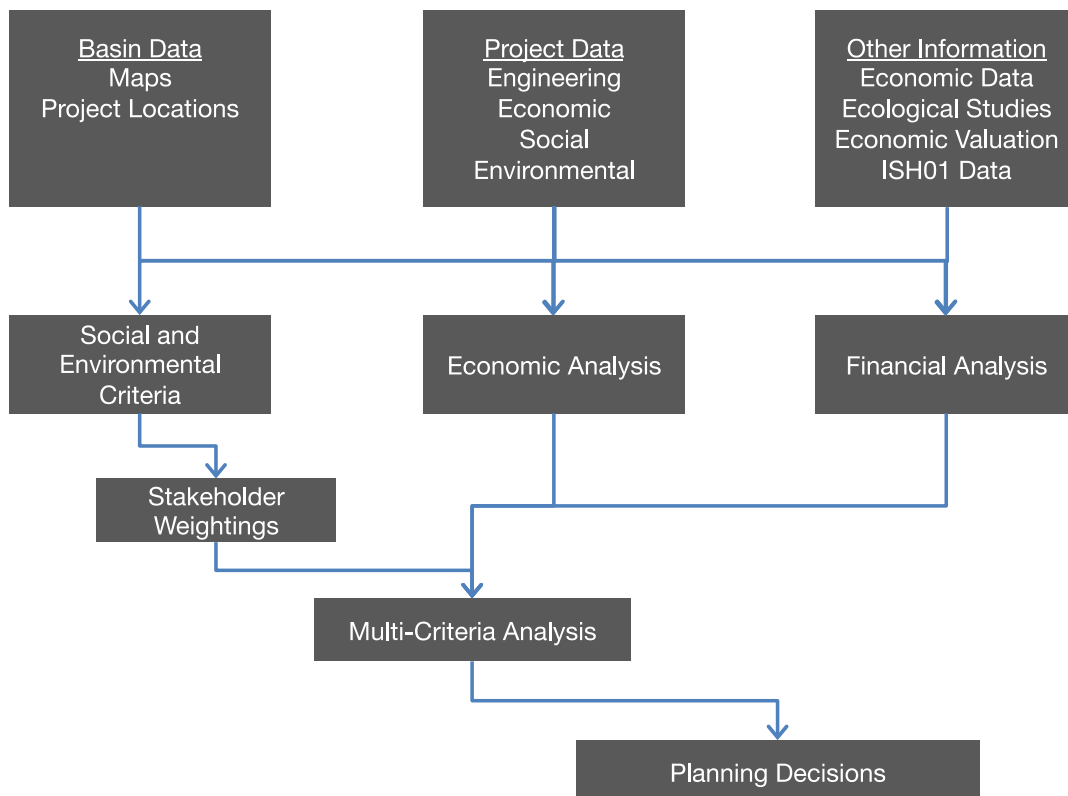 Basin Data
Maps
Project Locations
Project Data
Engineering
Economic
Social
Environmental
Other Information
Economic Data
Ecological Studies
Economic Valuation
ISH01 Data
Social and
Environmental
Criteria
Economic Analysis
Financial Analysis
Stakeholder
Weightings
Multi-Criteria Analysis
Planning Decisions